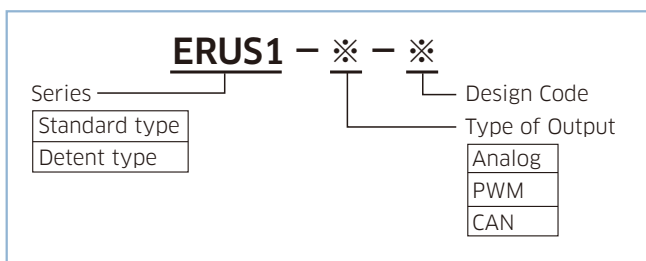 ERUS1 − ※ − ※
Series
Standard type
Detent type
Design Code
Type of Output
Analog
PWM
CAN